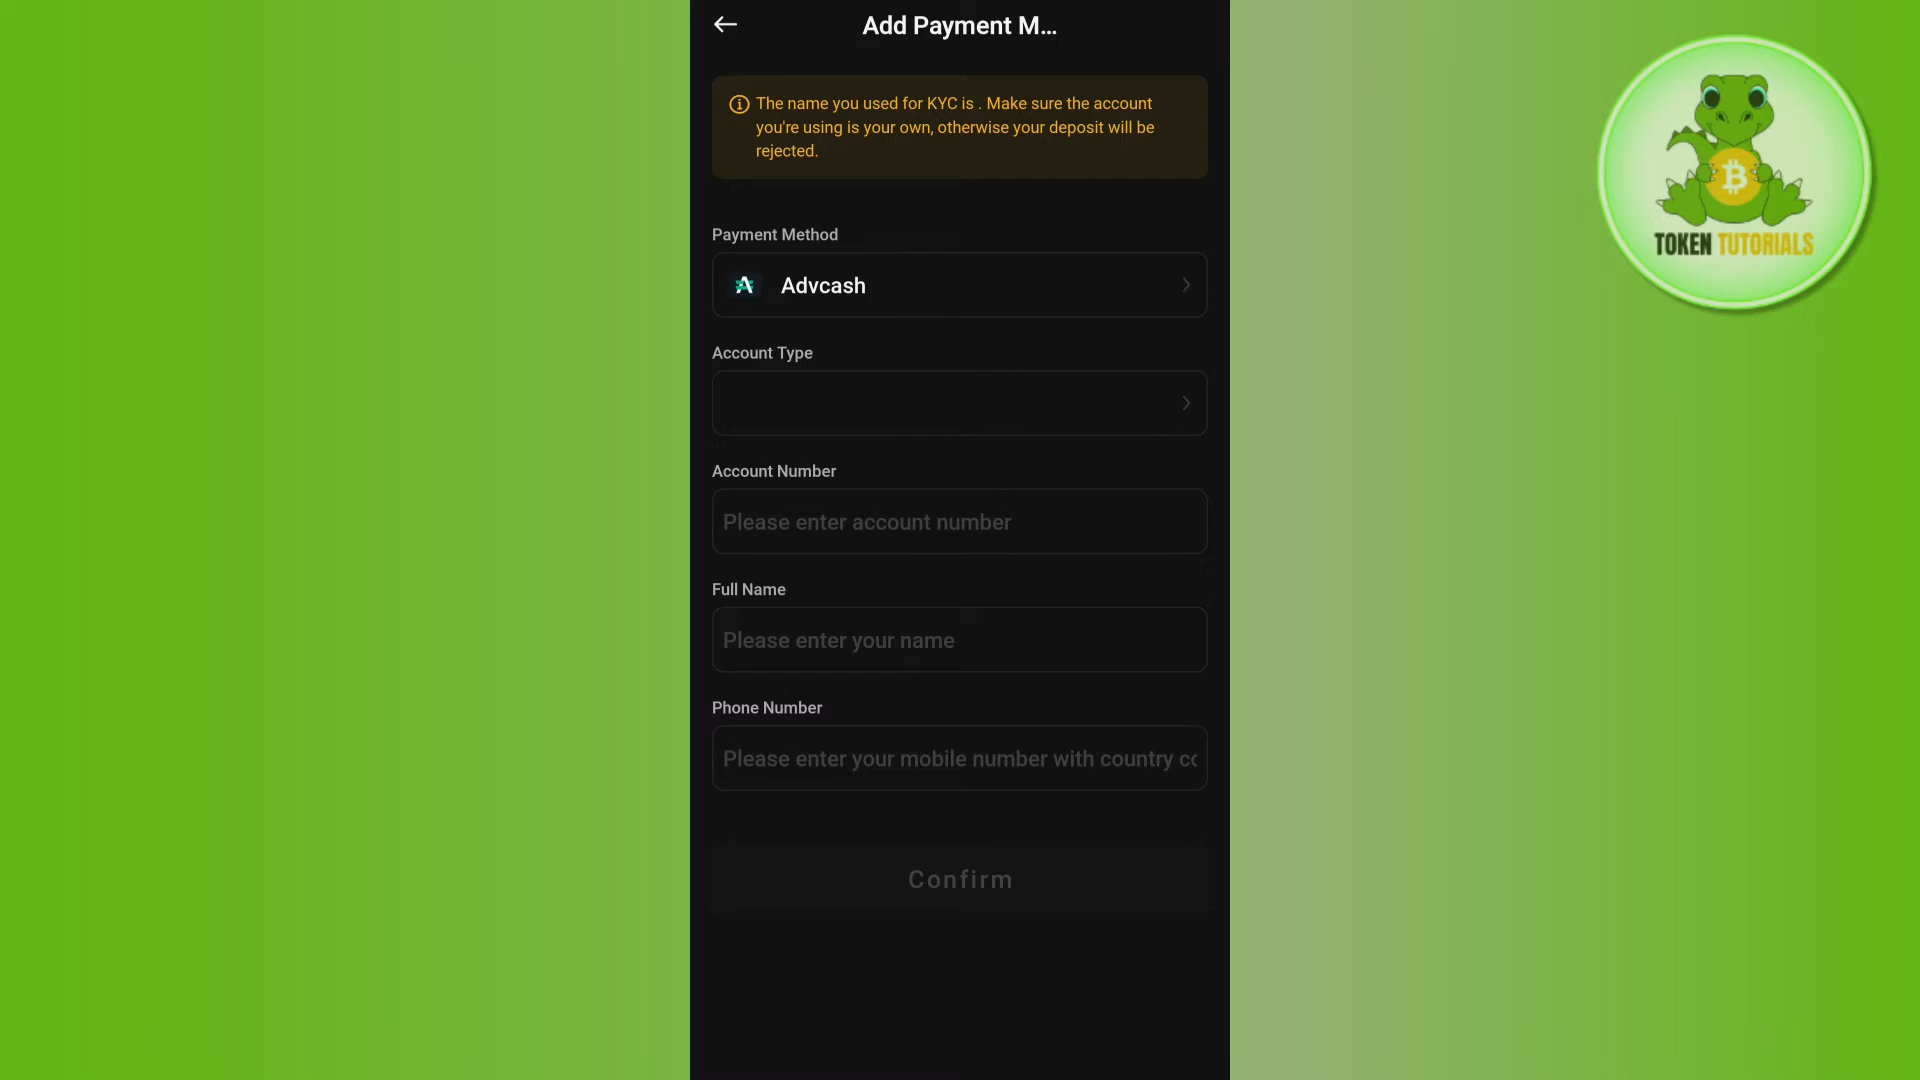 Add Payment M...
The name you used for KYC is . Make sure the account
you're using is your own, otherwise your deposit will be
rejected.
Payment Method
Advcash
Account Type
Account Number
Please enter account number
Full Name
Please enter your name
Phone Number
Please enter your mobile number with country co
Confirm
TOKEN TUTORIALS